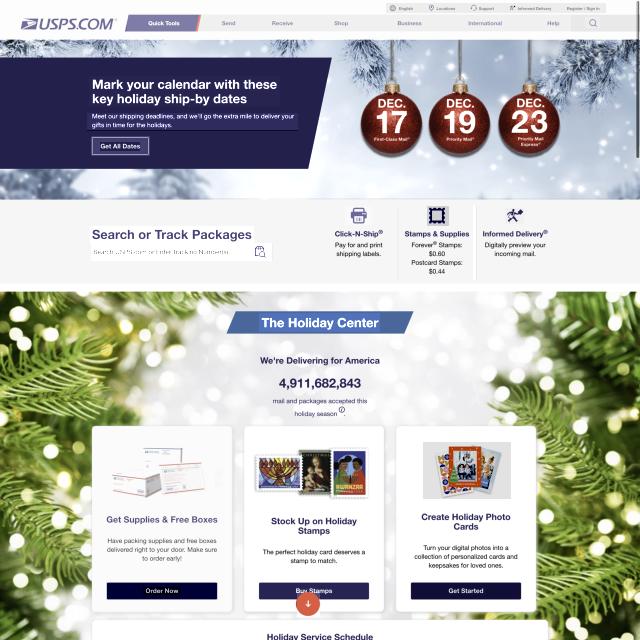 English
Locations
Support
Informed Delivery
Register / Sign In
USPS.COM
Quick Tools
Send
Receive
Shop
Business
International
Help
Mark your calendar with these
key holiday ship-by dates
Meet our shipping deadlines, and we'll go the extra mile to deliver your
gifts in time for the holidays.
Get All Dates
DEC.
17
First-Class Mail®
DEC.
19
Priority Mail®
DEC.
23
Priority Mail
Express®
Search or Track Packages
Search USPS.com or Enter Tracking Number(s)
Click-N-Ship®
Pay for and print
shipping labels.
Stamps & Supplies
Forever® Stamps:
$0.60
Postcard Stamps:
$0.44
Informed Delivery®
Digitally preview your
incoming mail.
The Holiday Center
We're Delivering for America
4,911,682,843
mail and packages accepted this
holiday season
Get Supplies & Free Boxes
Have packing supplies and free boxes
delivered right to your door. Make sure
to order early!
Order Now
KWANZAA
Stock Up on Holiday
Stamps
The perfect holiday card deserves a
stamp to match.
Buy Stamps
Create Holiday Photo
Cards
Turn your digital photos into a
collection of personalized cards and
keepsakes for loved ones.
Get Started
Holiday Service Schedule